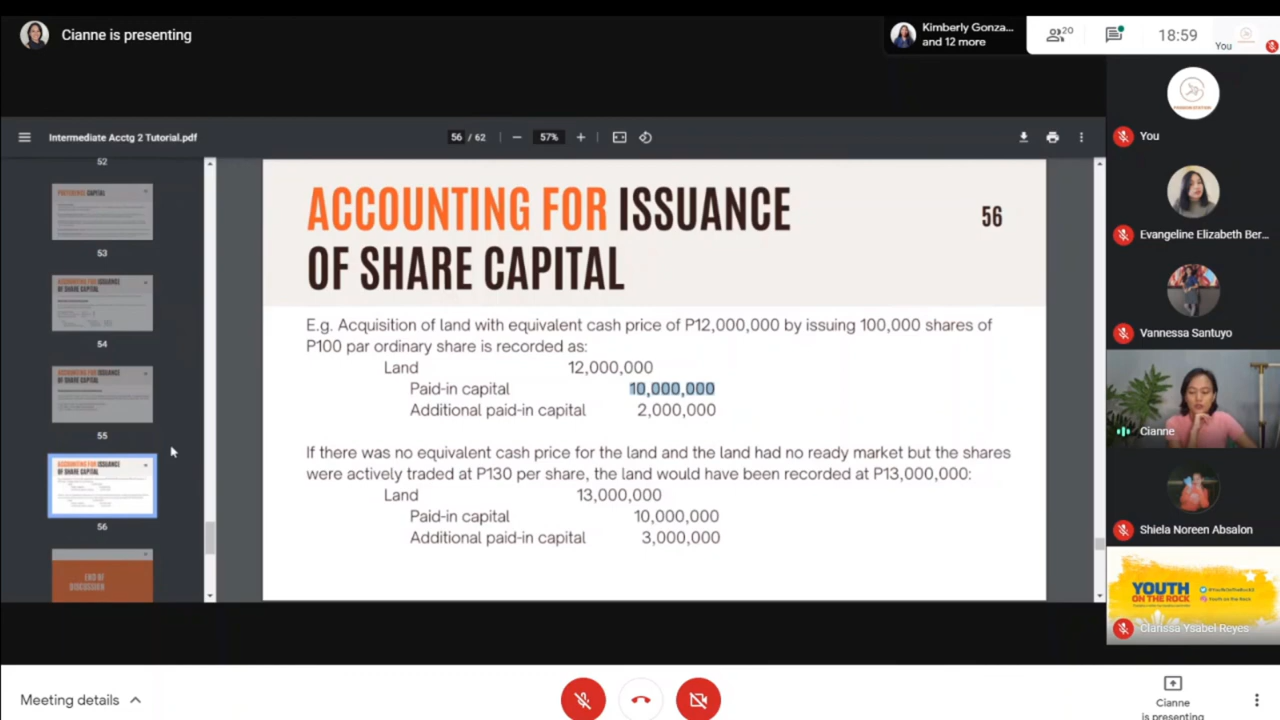 Cianne is presenting
Kimberly Gonza...
and 12 more
20
18:59
You
Intermediate Acctg 2 Tutorial.pdf
56 / 62
57%
52
53
54
55
56
END OF
DISCUSSION
ACCOUNTING FOR ISSUANCE
OF SHARE CAPITAL
56
E.g. Acquisition of land with equivalent cash price of P12,000,000 by issuing 100,000 shares of
P100 par ordinary share is recorded as:
Land 12,000,000
Paid-in capital 10,000,000
Additional paid-in capital 2,000,000
If there was no equivalent cash price for the land and the land had no ready market but the shares
were actively traded at P130 per share, the land would have been recorded at P13,000,000:
Land 13,000,000
Paid-in capital 10,000,000
Additional paid-in capital 3,000,000
You
Evangeline Elizabeth Ber...
Vannessa Santuyo
Cianne
Shiela Noreen Absalon
YOUTH
ON THE ROCK
Clarissa Ysabel Reyes
Meeting details
Cianne
is presenting